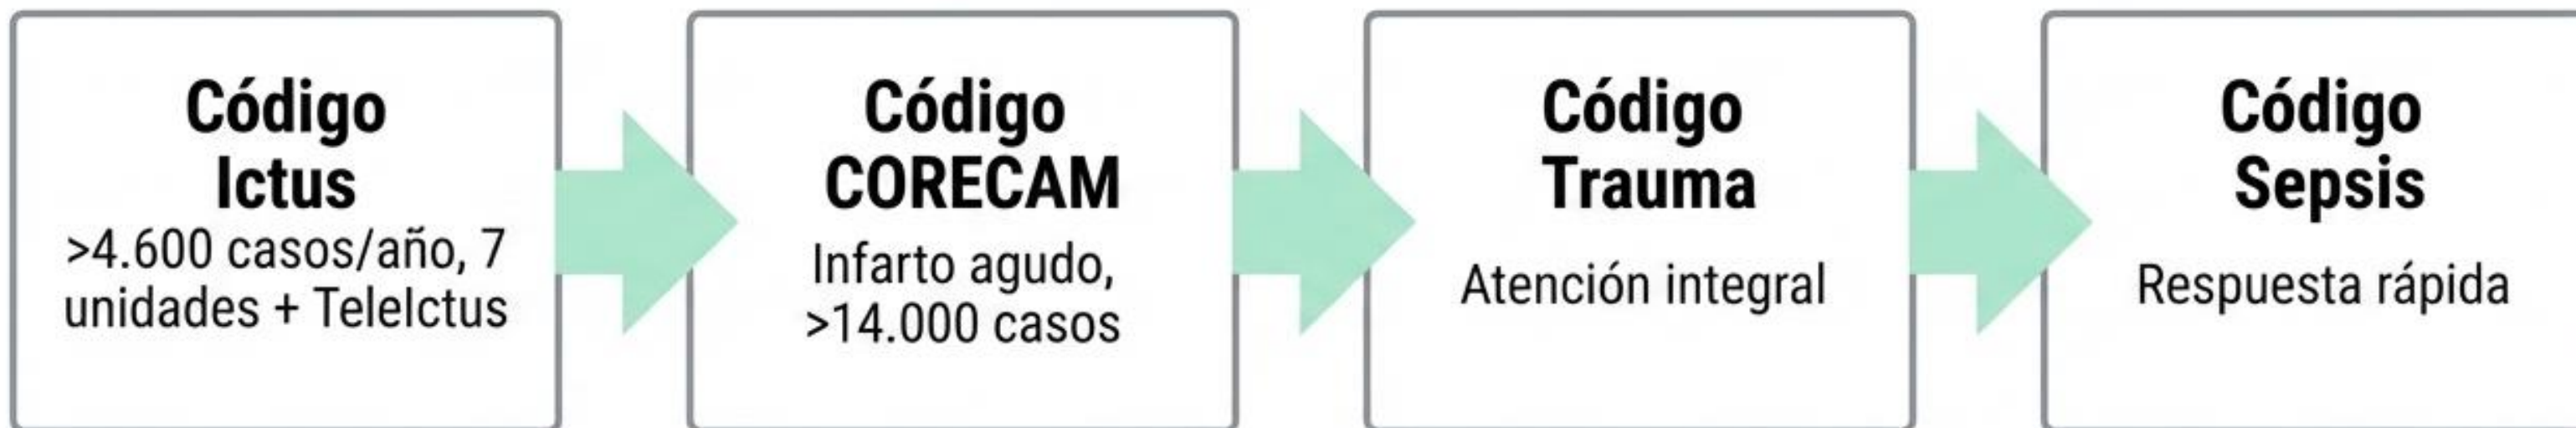 Código
Ictus
>4.600 casos/año, 7
unidades + TeleIctus
Código
CORECAM
Infarto agudo,
>14.000 casos
Código
Trauma
Atención integral
Código
Sepsis
Respuesta rápida